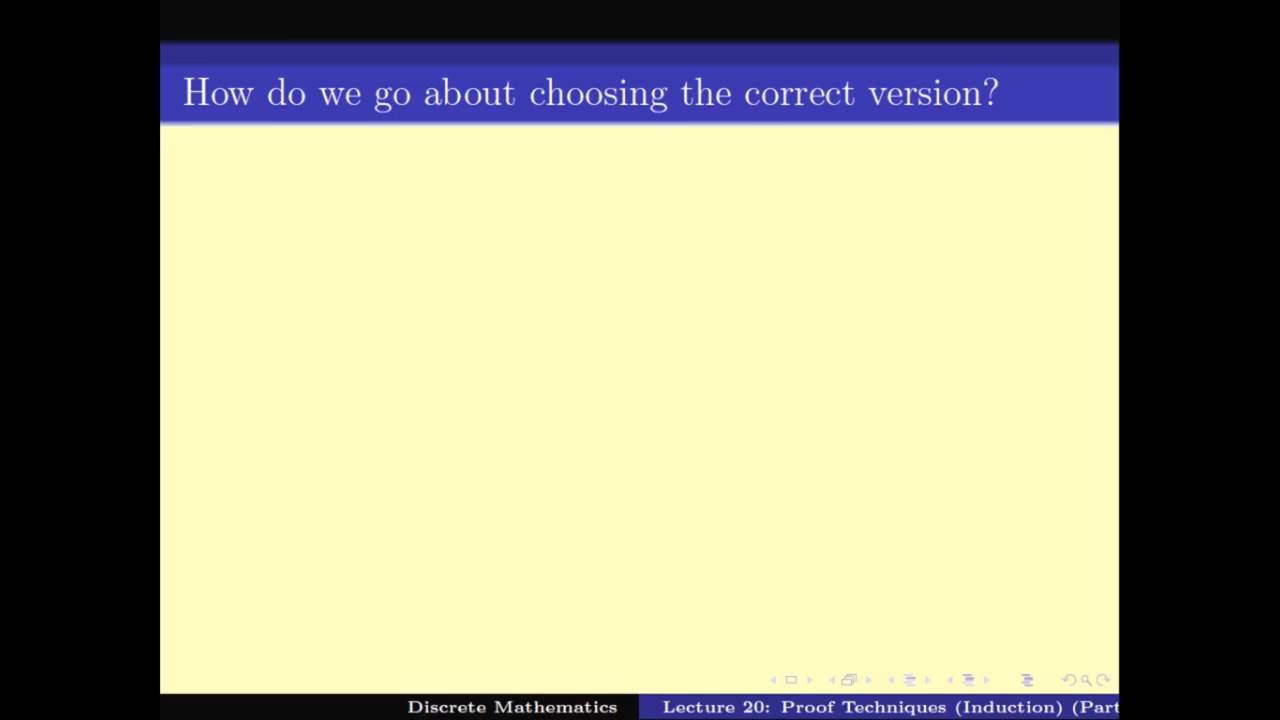 How do we go about choosing the correct version?
Discrete Mathematics
Lecture 20: Proof Techniques (Induction) (Part